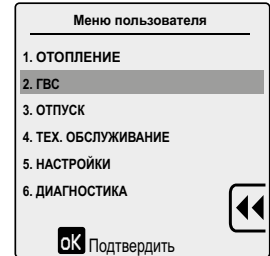 Меню пользователя
1. ОТОПЛЕНИЕ
2. ГВС
3. ОТПУСК
4. ТЕХ. ОБСЛУЖИВАНИЕ
5. НАСТРОЙКИ
6. ДИАГНОСТИКА
oK Подтвердить